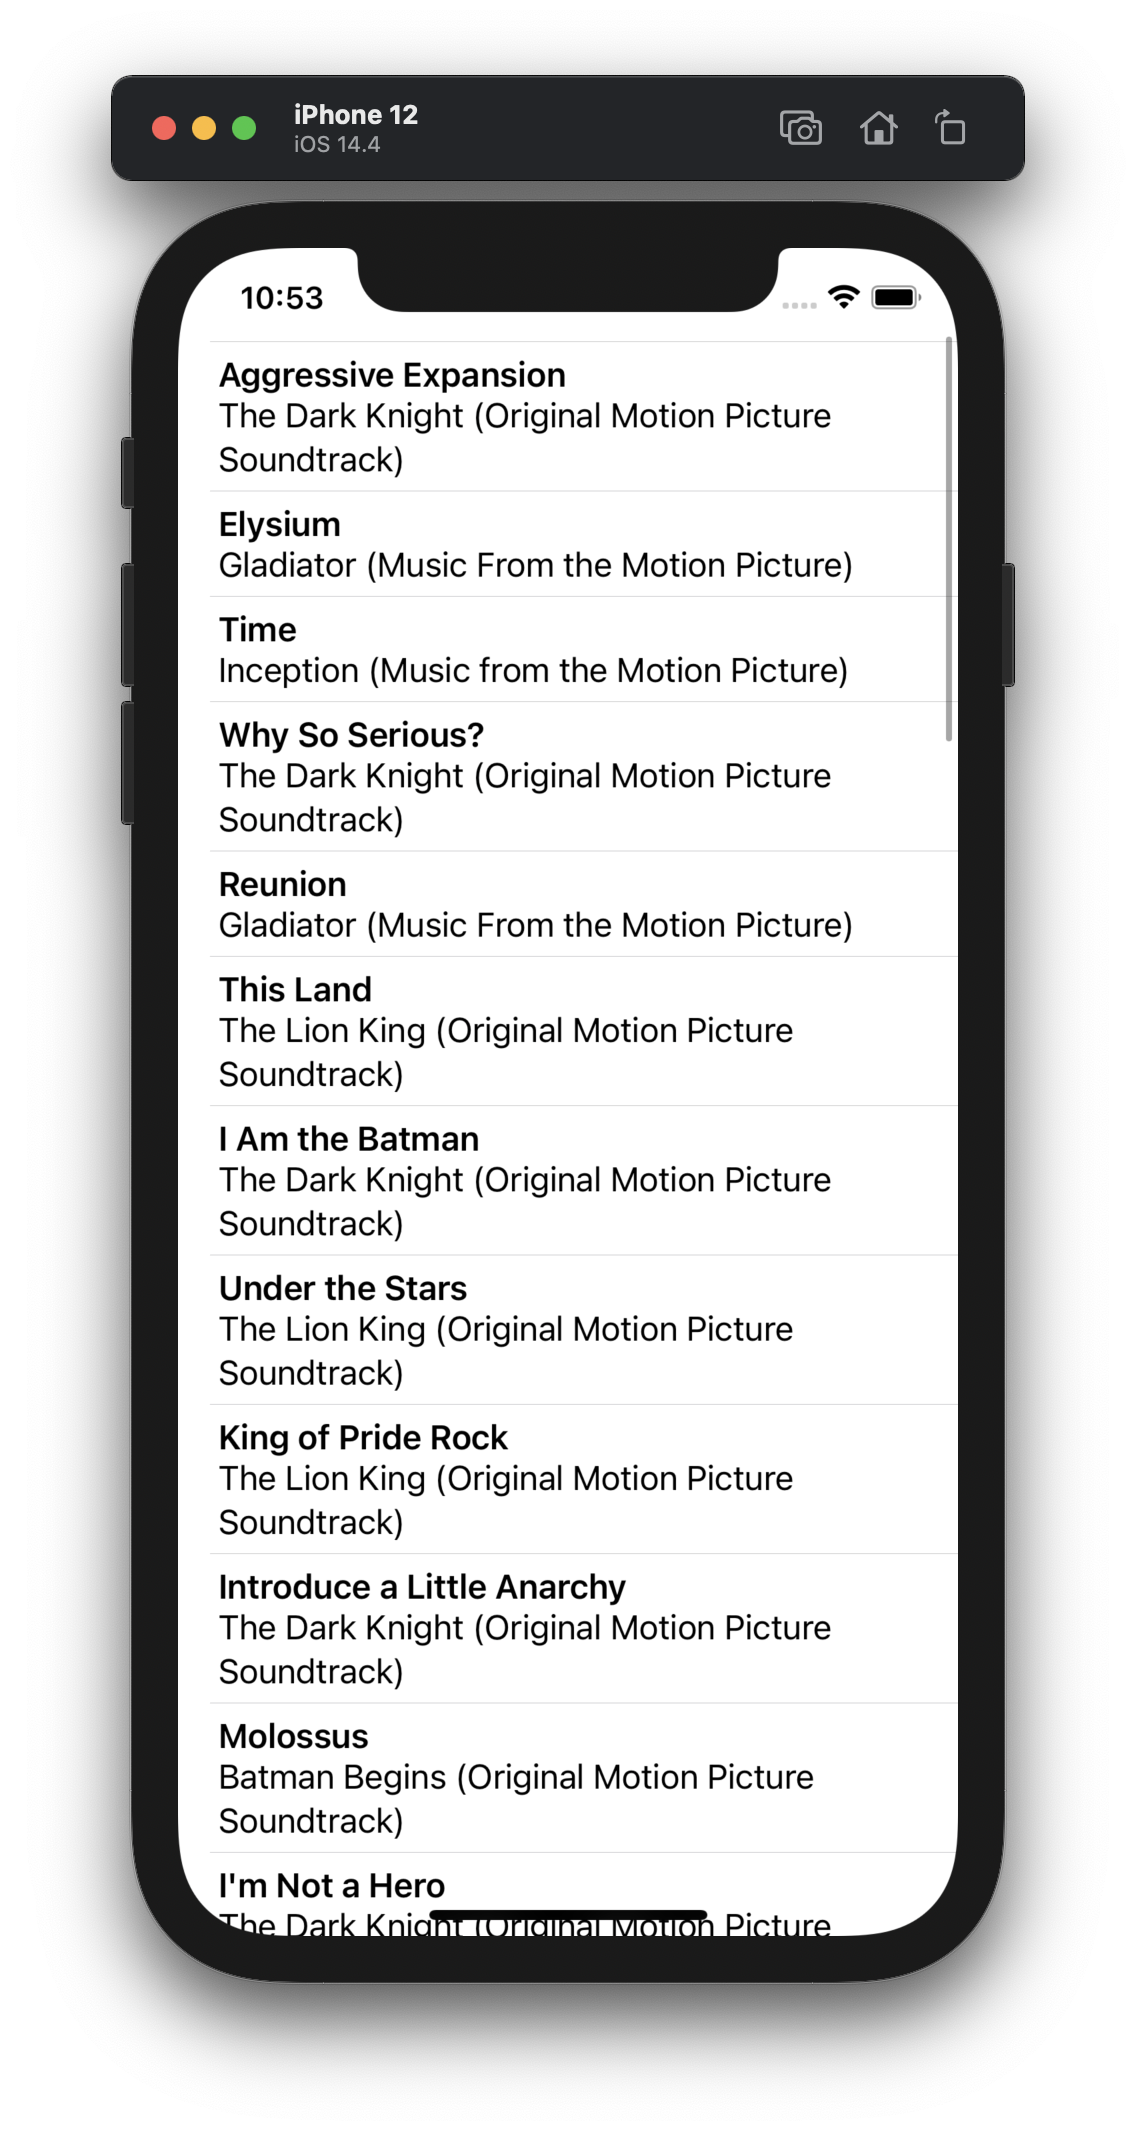 iPhone 12
iOS 14.4
10:53
Aggressive Expansion
The Dark Knight (Original Motion Picture
Soundtrack)
Elysium
Gladiator (Music From the Motion Picture)
Time
Inception (Music from the Motion Picture)
Why So Serious?
The Dark Knight (Original Motion Picture
Soundtrack)
Reunion
Gladiator (Music From the Motion Picture)
This Land
The Lion King (Original Motion Picture
Soundtrack)
I Am the Batman
The Dark Knight (Original Motion Picture
Soundtrack)
Under the Stars
The Lion King (Original Motion Picture
Soundtrack)
King of Pride Rock
The Lion King (Original Motion Picture
Soundtrack)
Introduce a Little Anarchy
The Dark Knight (Original Motion Picture
Soundtrack)
Molossus
Batman Begins (Original Motion Picture
Soundtrack)
I'm Not a Hero
The Dark Knight (Original Motion Picture